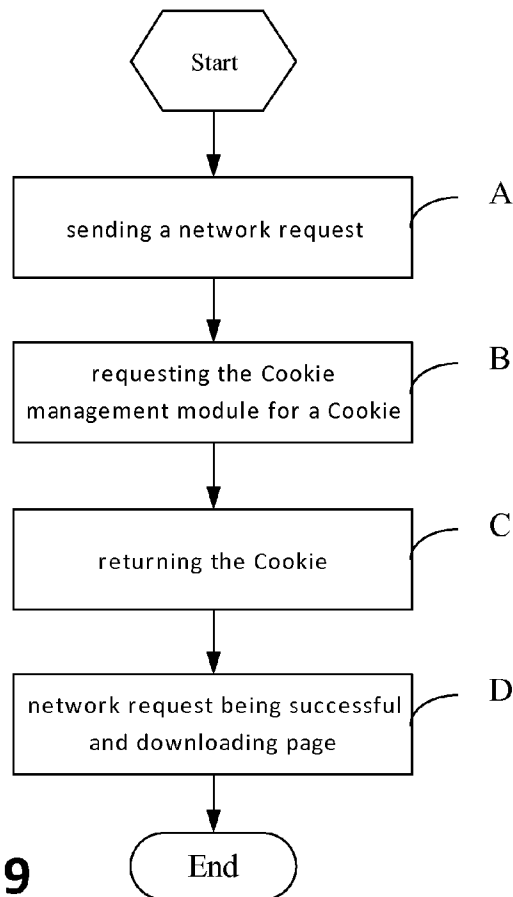 Start
sending a network request
A
requesting the Cookie
management module for a Cookie
B
returning the Cookie
C
network request being successful
and downloading page
D
End
9